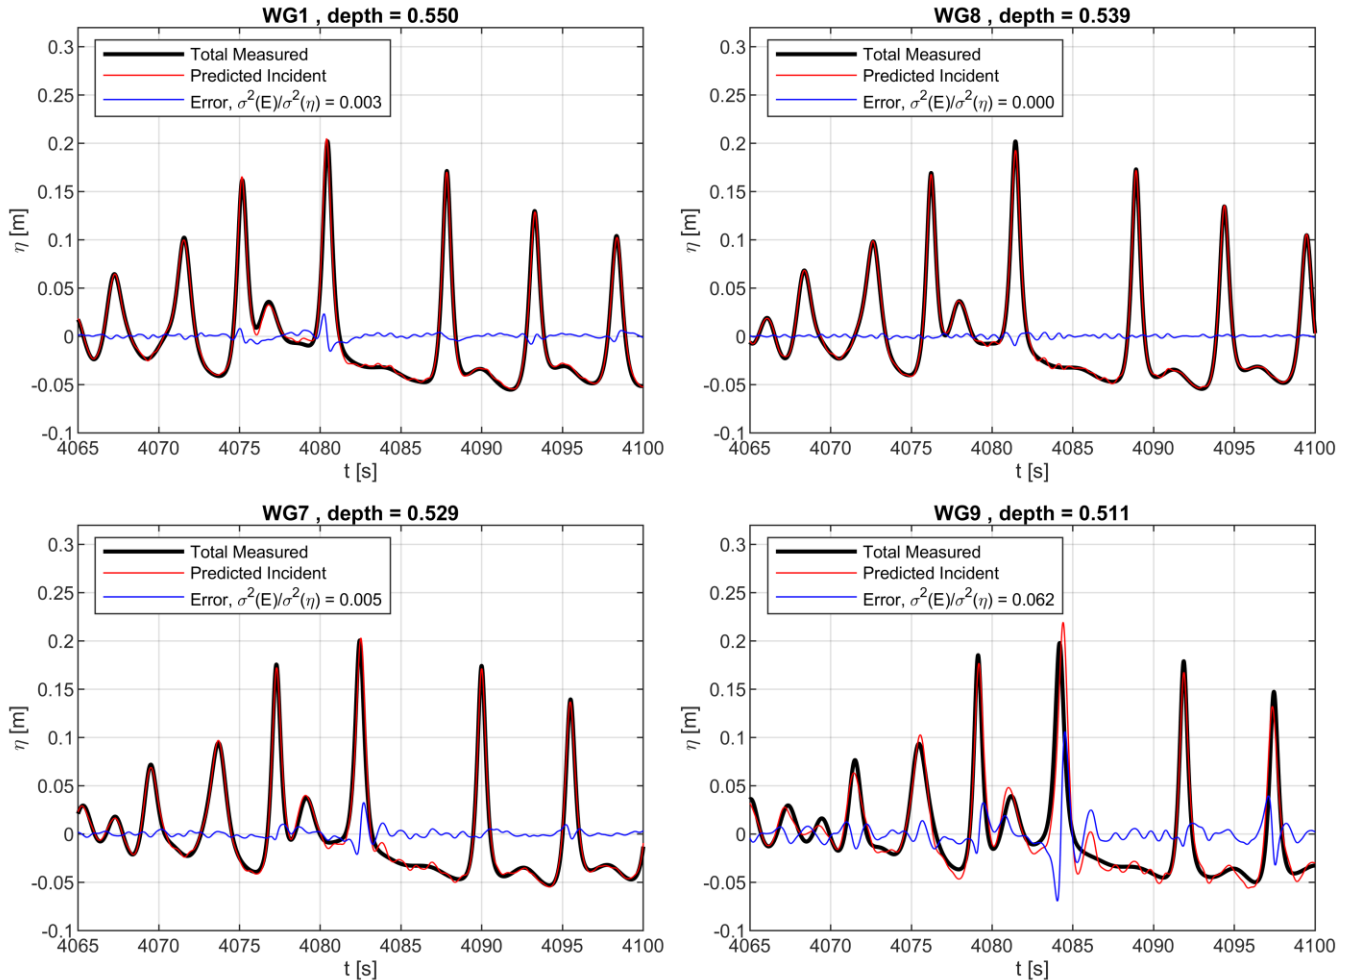 WG1 , depth = 0.550
0.3
0.25
0.2
0.15
0.1
0.05
0
-0.05
-0.1
η [m]
Total Measured
Predicted Incident
Error, σ²(E)/σ²(η) = 0.003
4065 4070 4075 4080 4085 4090 4095 4100
t [s]
WG8 , depth = 0.539
0.3
0.25
0.2
0.15
0.1
0.05
0
-0.05
-0.1
η [m]
Total Measured
Predicted Incident
Error, σ²(E)/σ²(η) = 0.000
4065 4070 4075 4080 4085 4090 4095 4100
t [s]
WG7 , depth = 0.529
0.3
0.25
0.2
0.15
0.1
0.05
0
-0.05
-0.1
η [m]
Total Measured
Predicted Incident
Error, σ²(E)/σ²(η) = 0.005
4065 4070 4075 4080 4085 4090 4095 4100
t [s]
WG9 , depth = 0.511
0.3
0.25
0.2
0.15
0.1
0.05
0
-0.05
-0.1
η [m]
Total Measured
Predicted Incident
Error, σ²(E)/σ²(η) = 0.062
4065 4070 4075 4080 4085 4090 4095 4100
t [s]